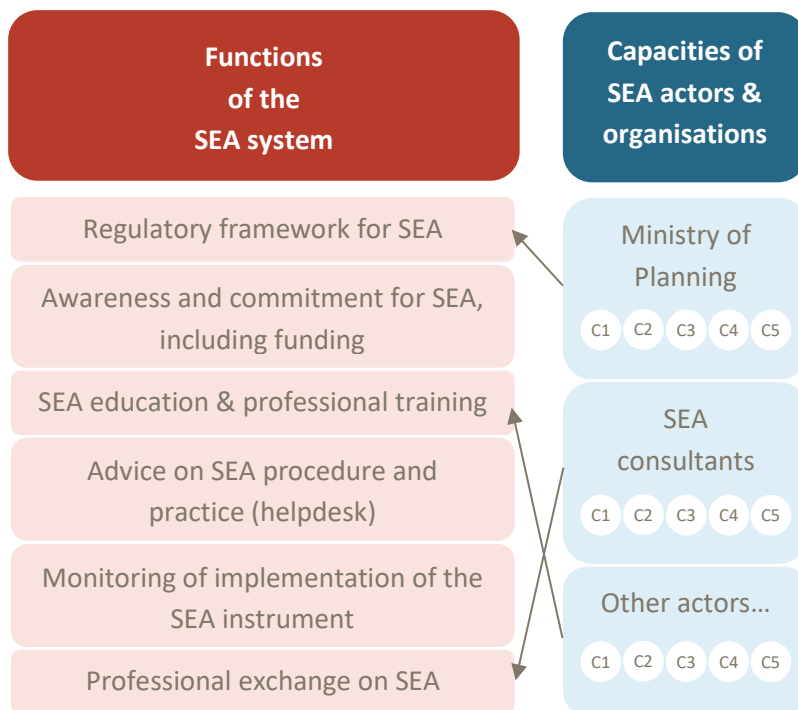 Functions
of the
SEA system
Capacities of
SEA actors &
organisations
Regulatory framework for SEA
Awareness and commitment for SEA,
including funding
SEA education & professional training
Advice on SEA procedure and
practice (helpdesk)
Monitoring of implementation of the
SEA instrument
Professional exchange on SEA
Ministry of
Planning
C1 C2 C3 C4 C5
SEA
consultants
C1 C2 C3 C4 C5
Other actors…
C1 C2 C3 C4 C5